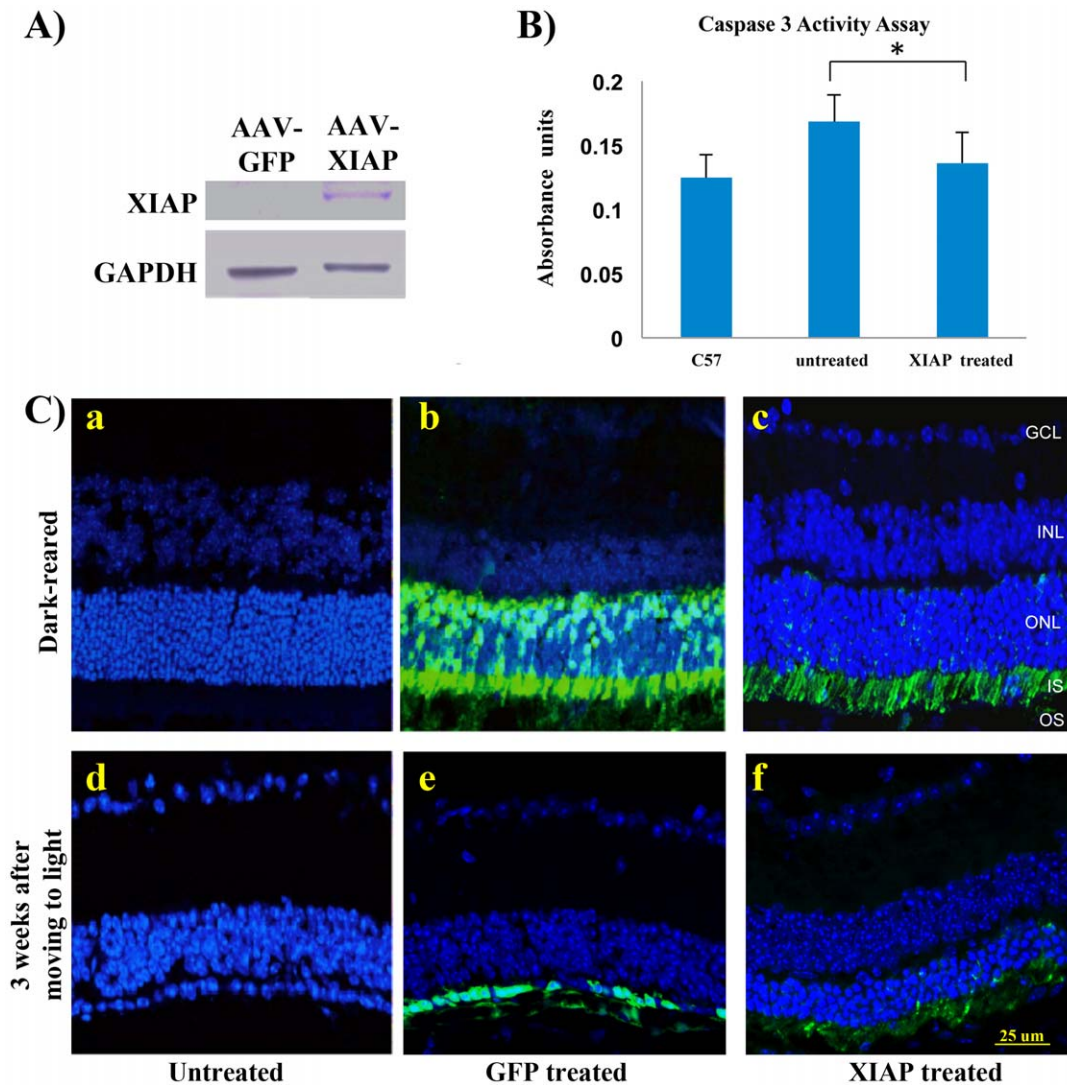 A)
AAV-
GFP
AAV-
XIAP
XIAP
GAPDH
B)
Caspase 3 Activity Assay
*
Absorbance units
0.2
0.15
0.1
0.05
0
C57
untreated
XIAP treated
C)
Dark-reared
a
b
c
GCL
INL
ONL
IS
OS
3 weeks after
moving to light
d
e
f
25 um
Untreated
GFP treated
XIAP treated